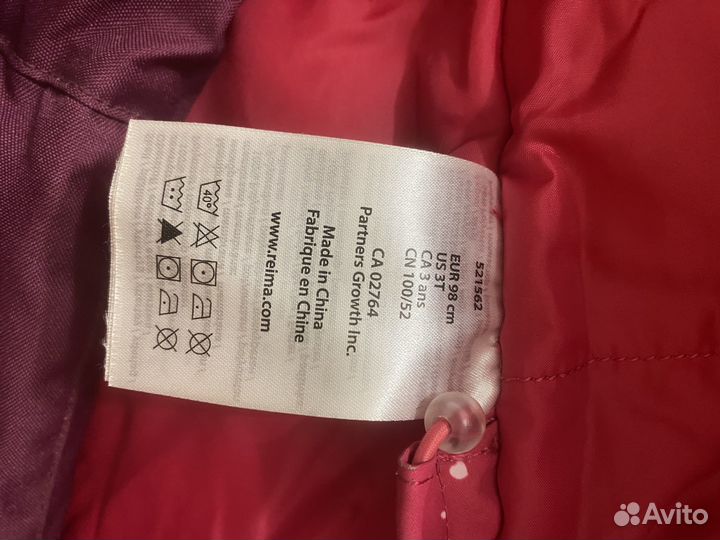 521562
EUR 98 cm
US 3T
CA 3 ans
CN 100/52
CA 02764
Partners Growth Inc.
Made in China
Fabrique en Chine
www.reima.com
40°
Avito